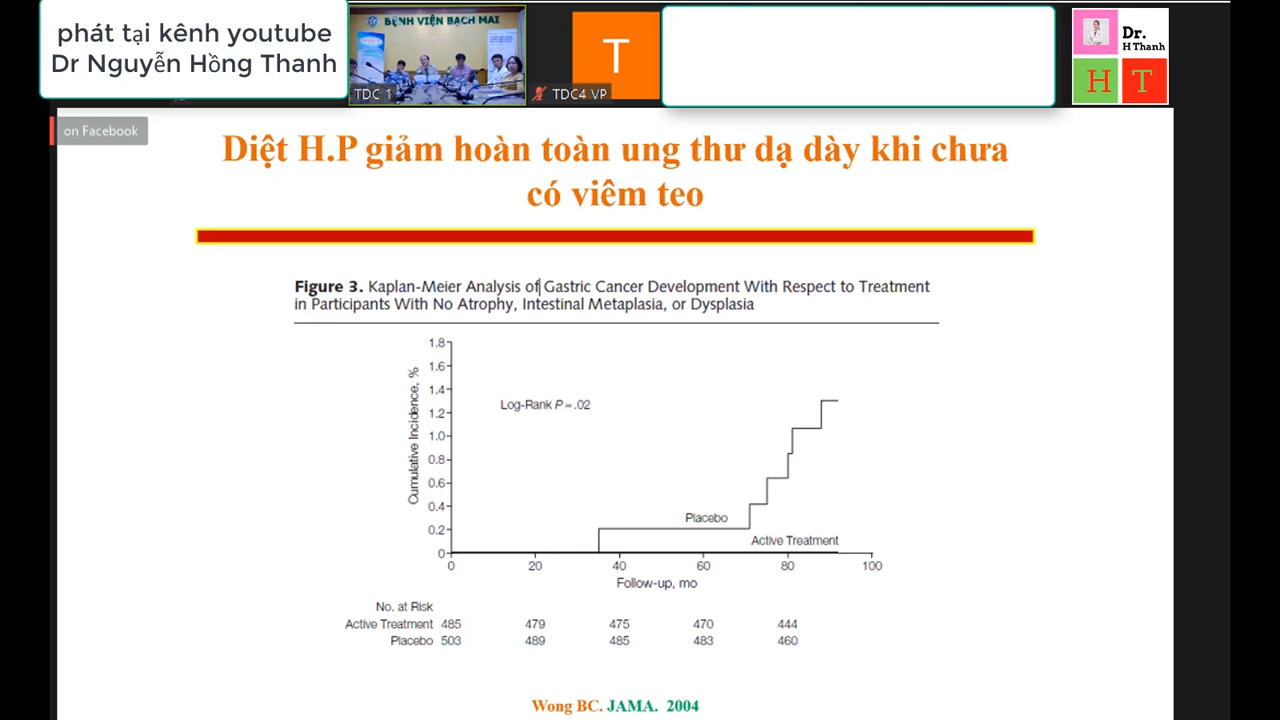 phát tại kênh youtube
Dr Nguyễn Hồng Thanh
BỆNH VIỆN BẠCH MAI
TDC 1
T
TDC4 VP
Dr.
H Thanh
H T
on Facebook
Diệt H.P giảm hoàn toàn ung thư dạ dày khi chưa
có viêm teo
Figure 3. Kaplan-Meier Analysis of Gastric Cancer Development With Respect to Treatment
in Participants With No Atrophy, Intestinal Metaplasia, or Dysplasia
Cumulative Incidence, %
1.8
1.6
1.4
1.2
1.0
0.8
0.6
0.4
0.2
0
Log-Rank P = .02
Placebo
Active Treatment
0 20 40 60 80 100
Follow-up, mo
No. at Risk
Active Treatment 485 479 475 470 444
Placebo 503 489 485 483 460
Wong BC. JAMA. 2004